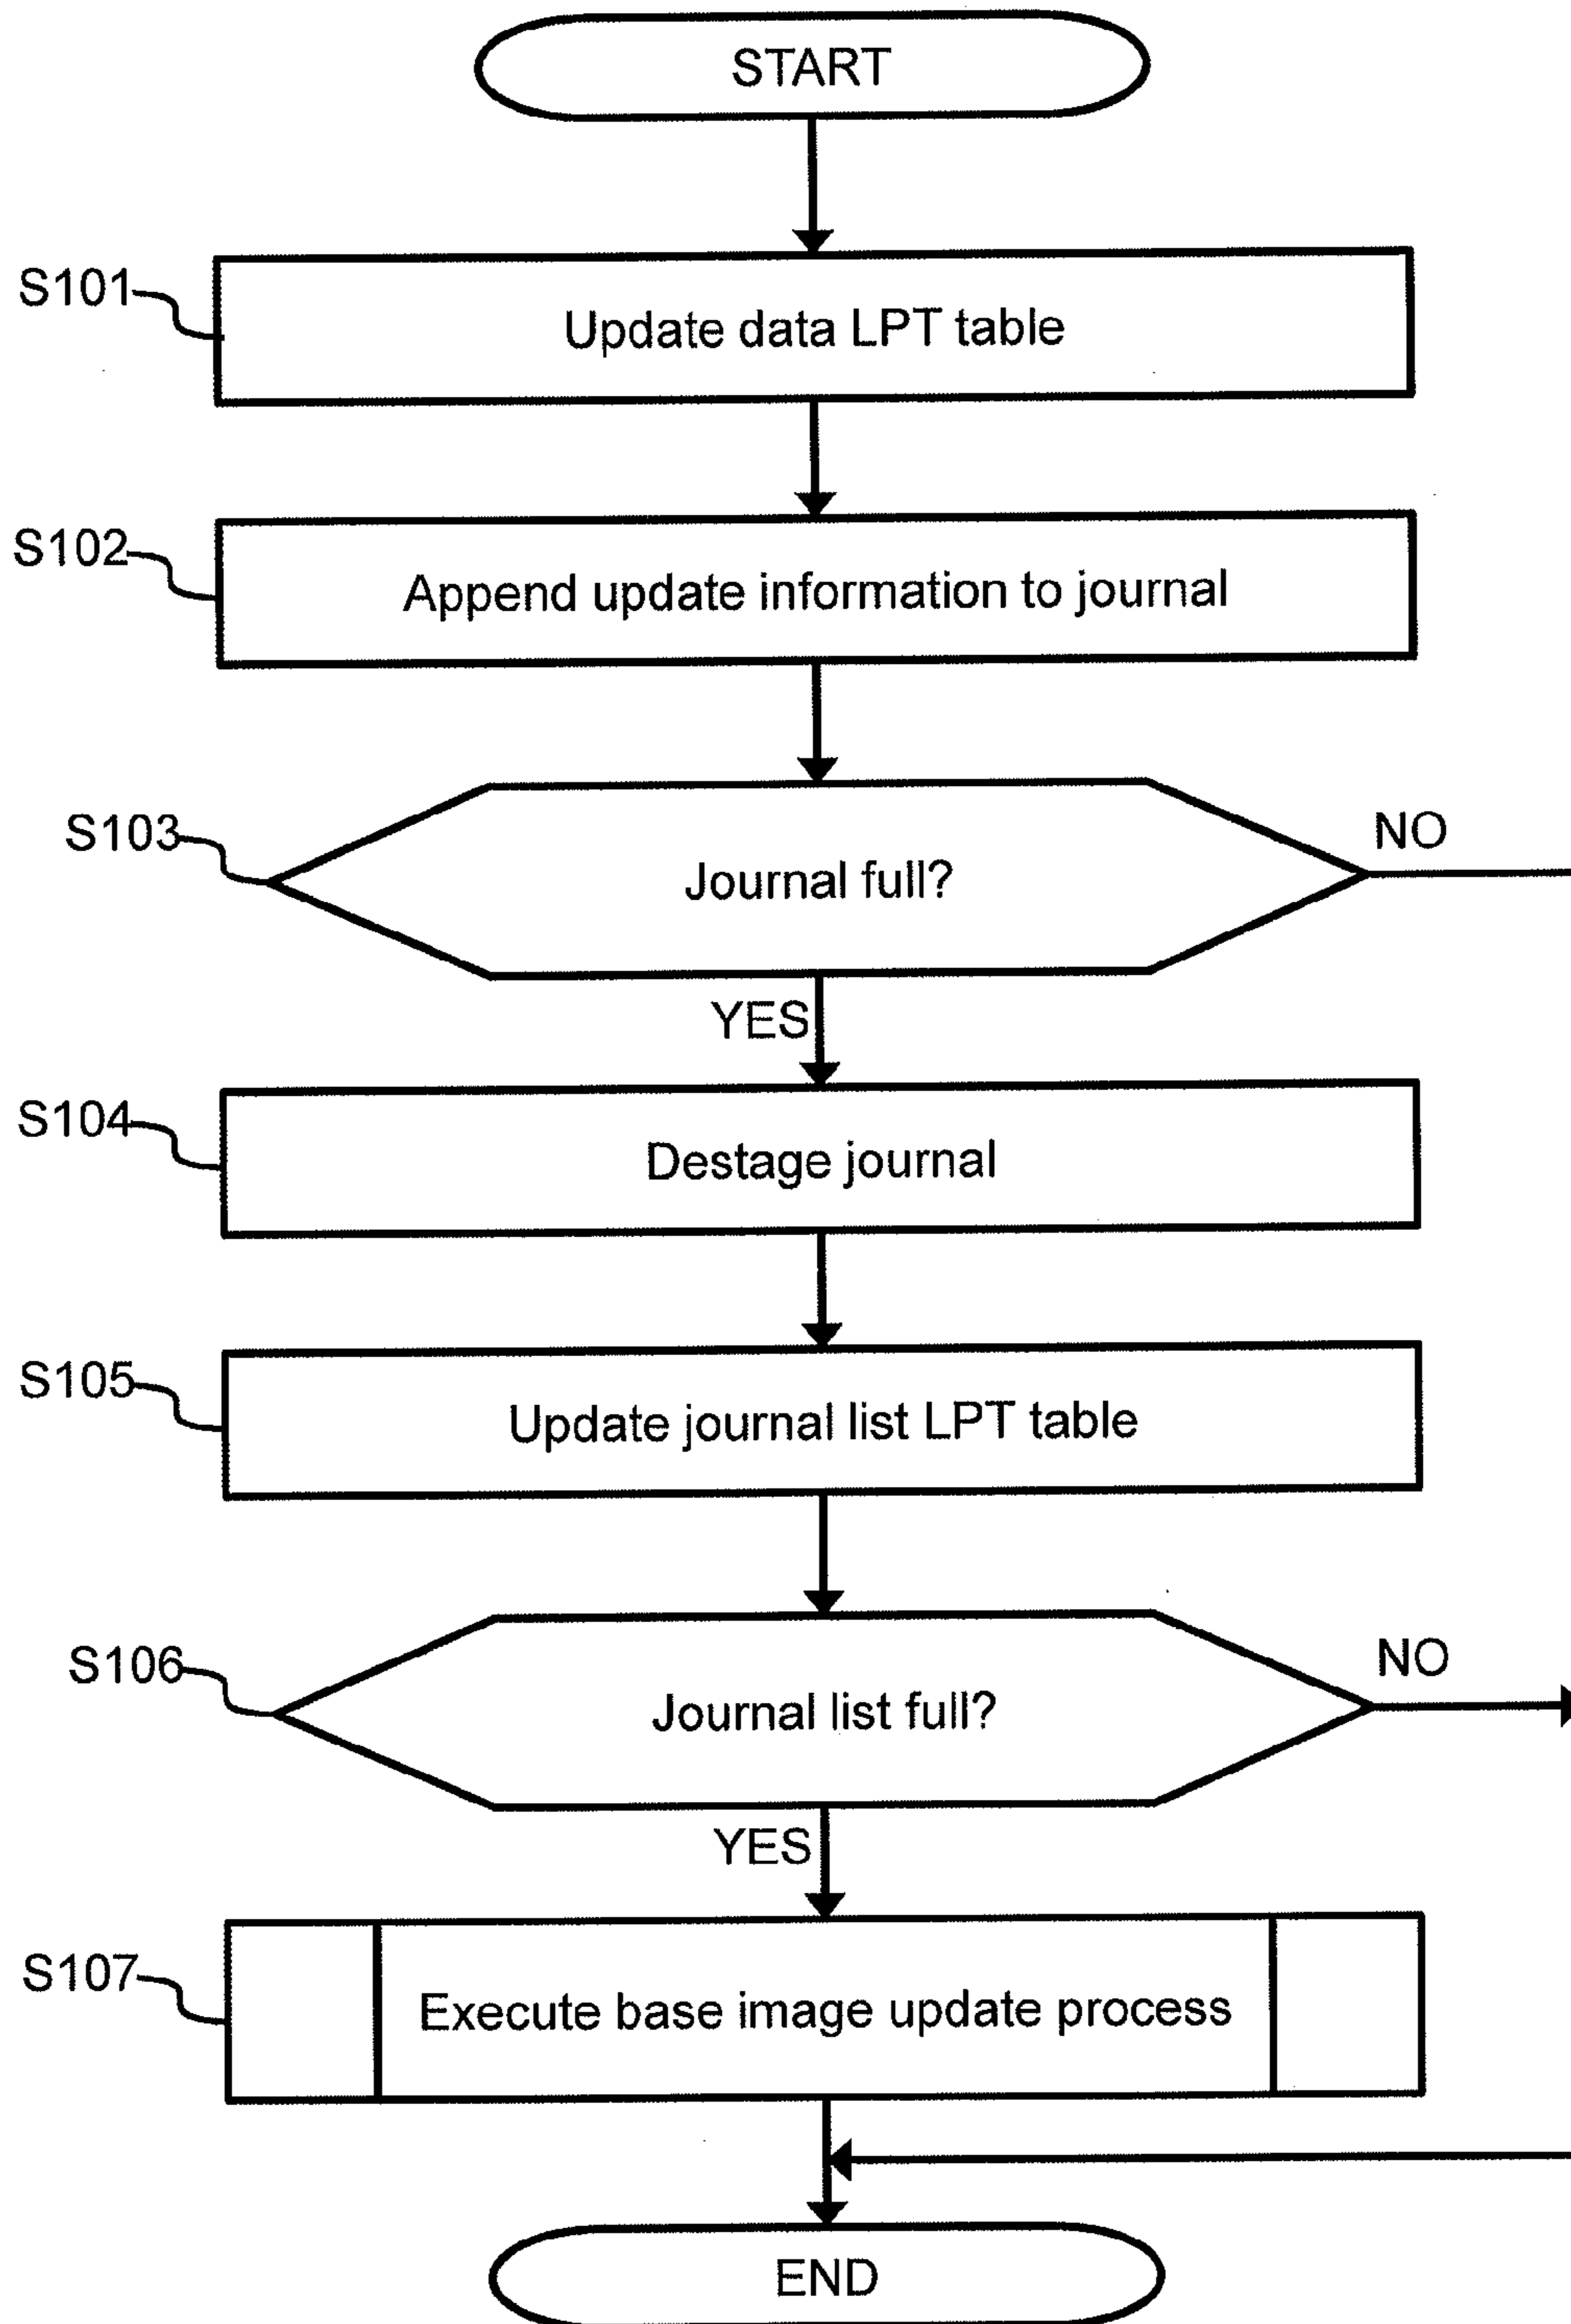 START
S101
Update data LPT table
S102
Append update information to journal
S103
Journal full?
NO
YES
S104
Destage journal
S105
Update journal list LPT table
S106
Journal list full?
NO
YES
S107
Execute base image update process
END